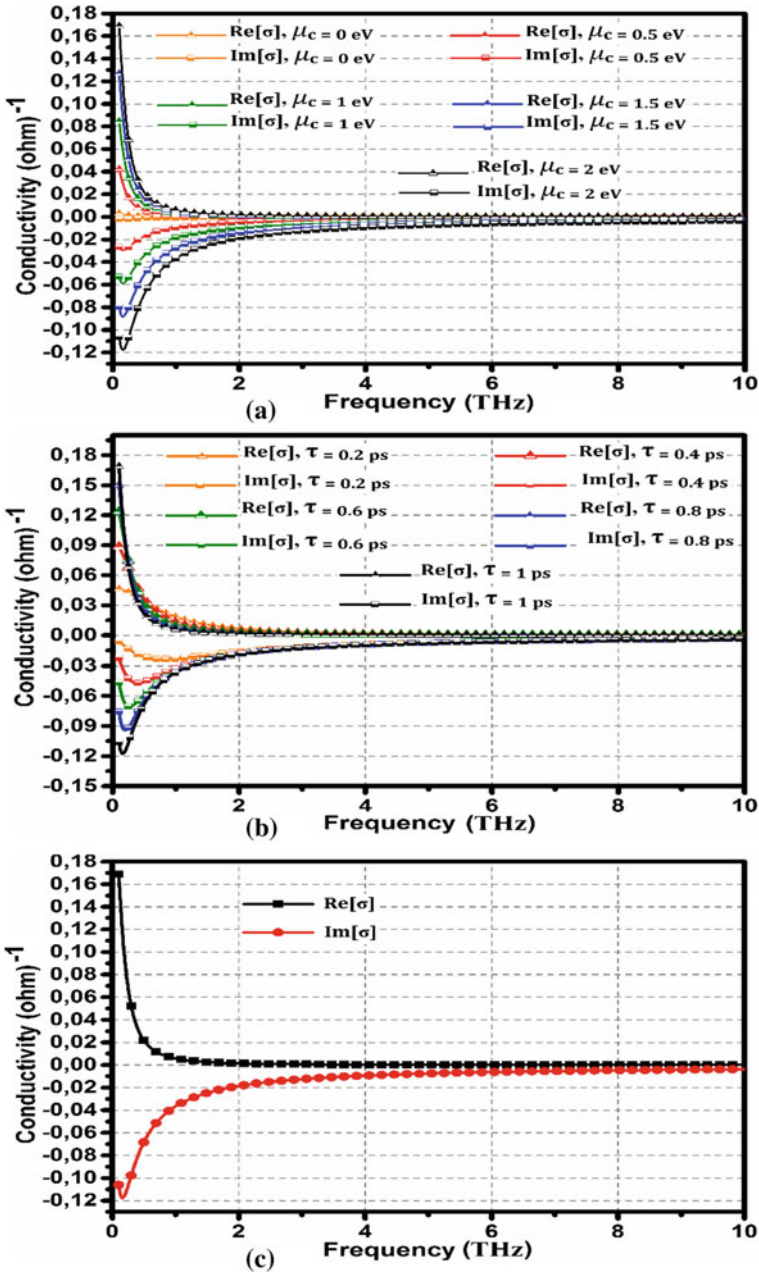 0,18
0,16
0,14
0,12
0,10
0,08
0,06
0,04
0,02
0,00
-0,02
-0,04
-0,06
-0,08
-0,10
-0,12
Conductivity (ohm)-1
Re[σ], μc = 0 eV
Im[σ], μc = 0 eV
Re[σ], μc = 0.5 eV
Im[σ], μc = 0.5 eV
Re[σ], μc = 1 eV
Im[σ], μc = 1 eV
Re[σ], μc = 1.5 eV
Im[σ], μc = 1.5 eV
Re[σ], μc = 2 eV
Im[σ], μc = 2 eV
0 2 4 6 8 10
(a) Frequency (THz)
0,18
0,15
0,12
0,09
0,06
0,03
0,00
-0,03
-0,06
-0,09
-0,12
-0,15
Conductivity (ohm)-1
Re[σ], τ = 0.2 ps
Im[σ], τ = 0.2 ps
Re[σ], τ = 0.4 ps
Im[σ], τ = 0.4 ps
Re[σ], τ = 0.6 ps
Im[σ], τ = 0.6 ps
Re[σ], τ = 0.8 ps
Im[σ], τ = 0.8 ps
Re[σ], τ = 1 ps
Im[σ], τ = 1 ps
0 2 4 6 8 10
(b) Frequency (THz)
0,18
0,16
0,14
0,12
0,10
0,08
0,06
0,04
0,02
0,00
-0,02
-0,04
-0,06
-0,08
-0,10
-0,12
Conductivity (ohm)-1
Re[σ]
Im[σ]
0 2 4 6 8 10
(c) Frequency (THz)